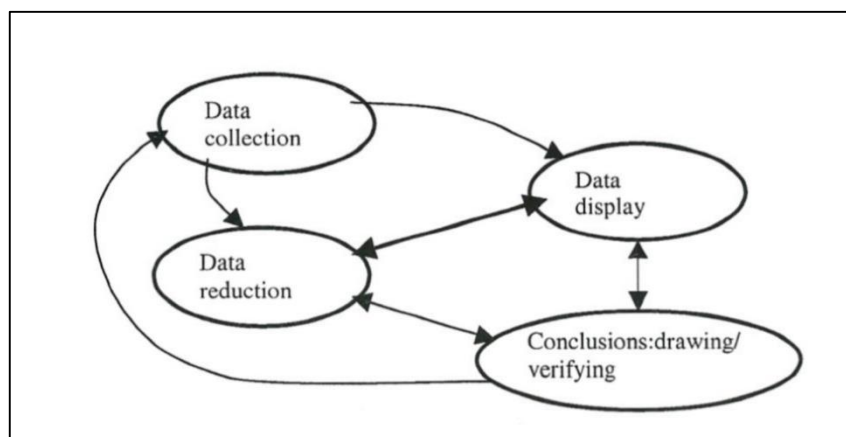 Data
collection
Data
display
Data
reduction
Conclusions:drawing/
verifying